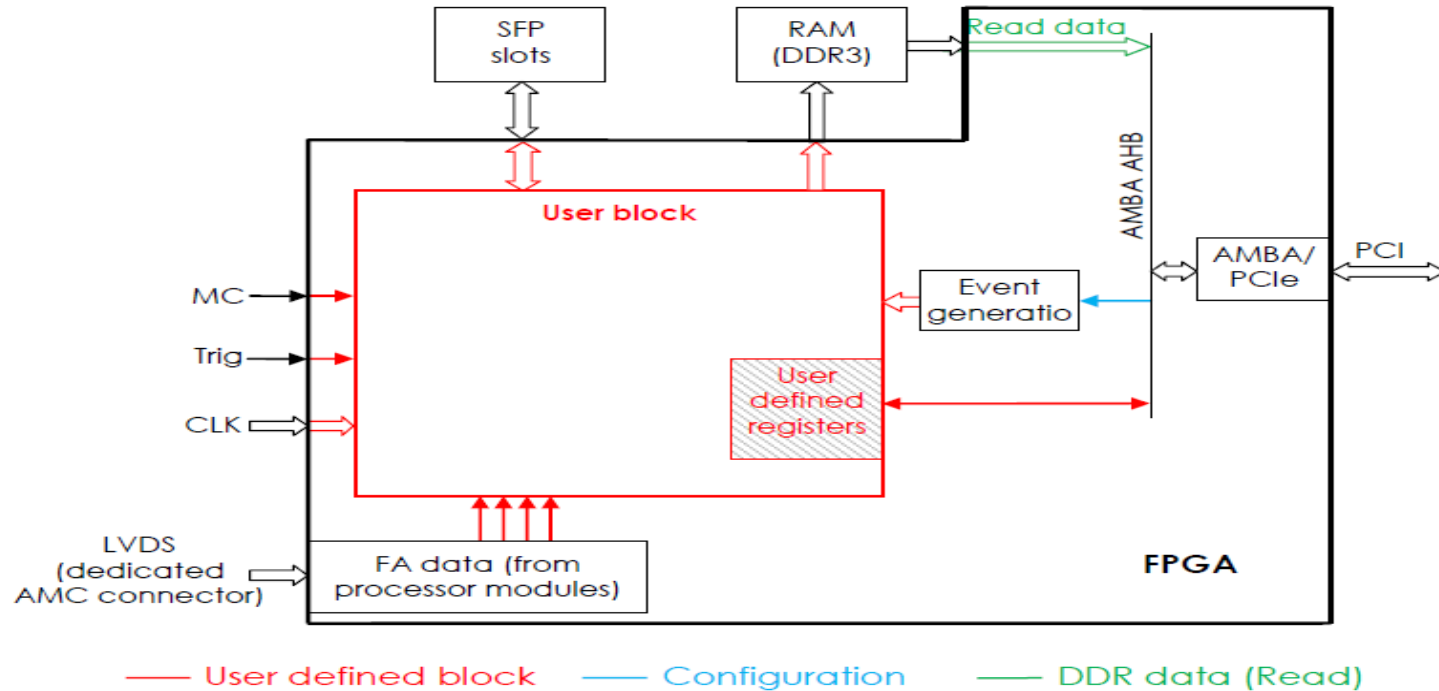 SFP
slots
RAM
(DDR3)
Read data
AMBA AHB
User block
MC
Trig
CLK
Event
generatio
AMBA/
PCIe
PCI
User
defined
registers
LVDS
(dedicated
AMC connector)
FA data (from
processor modules)
FPGA
User defined block
Configuration
DDR data (Read)